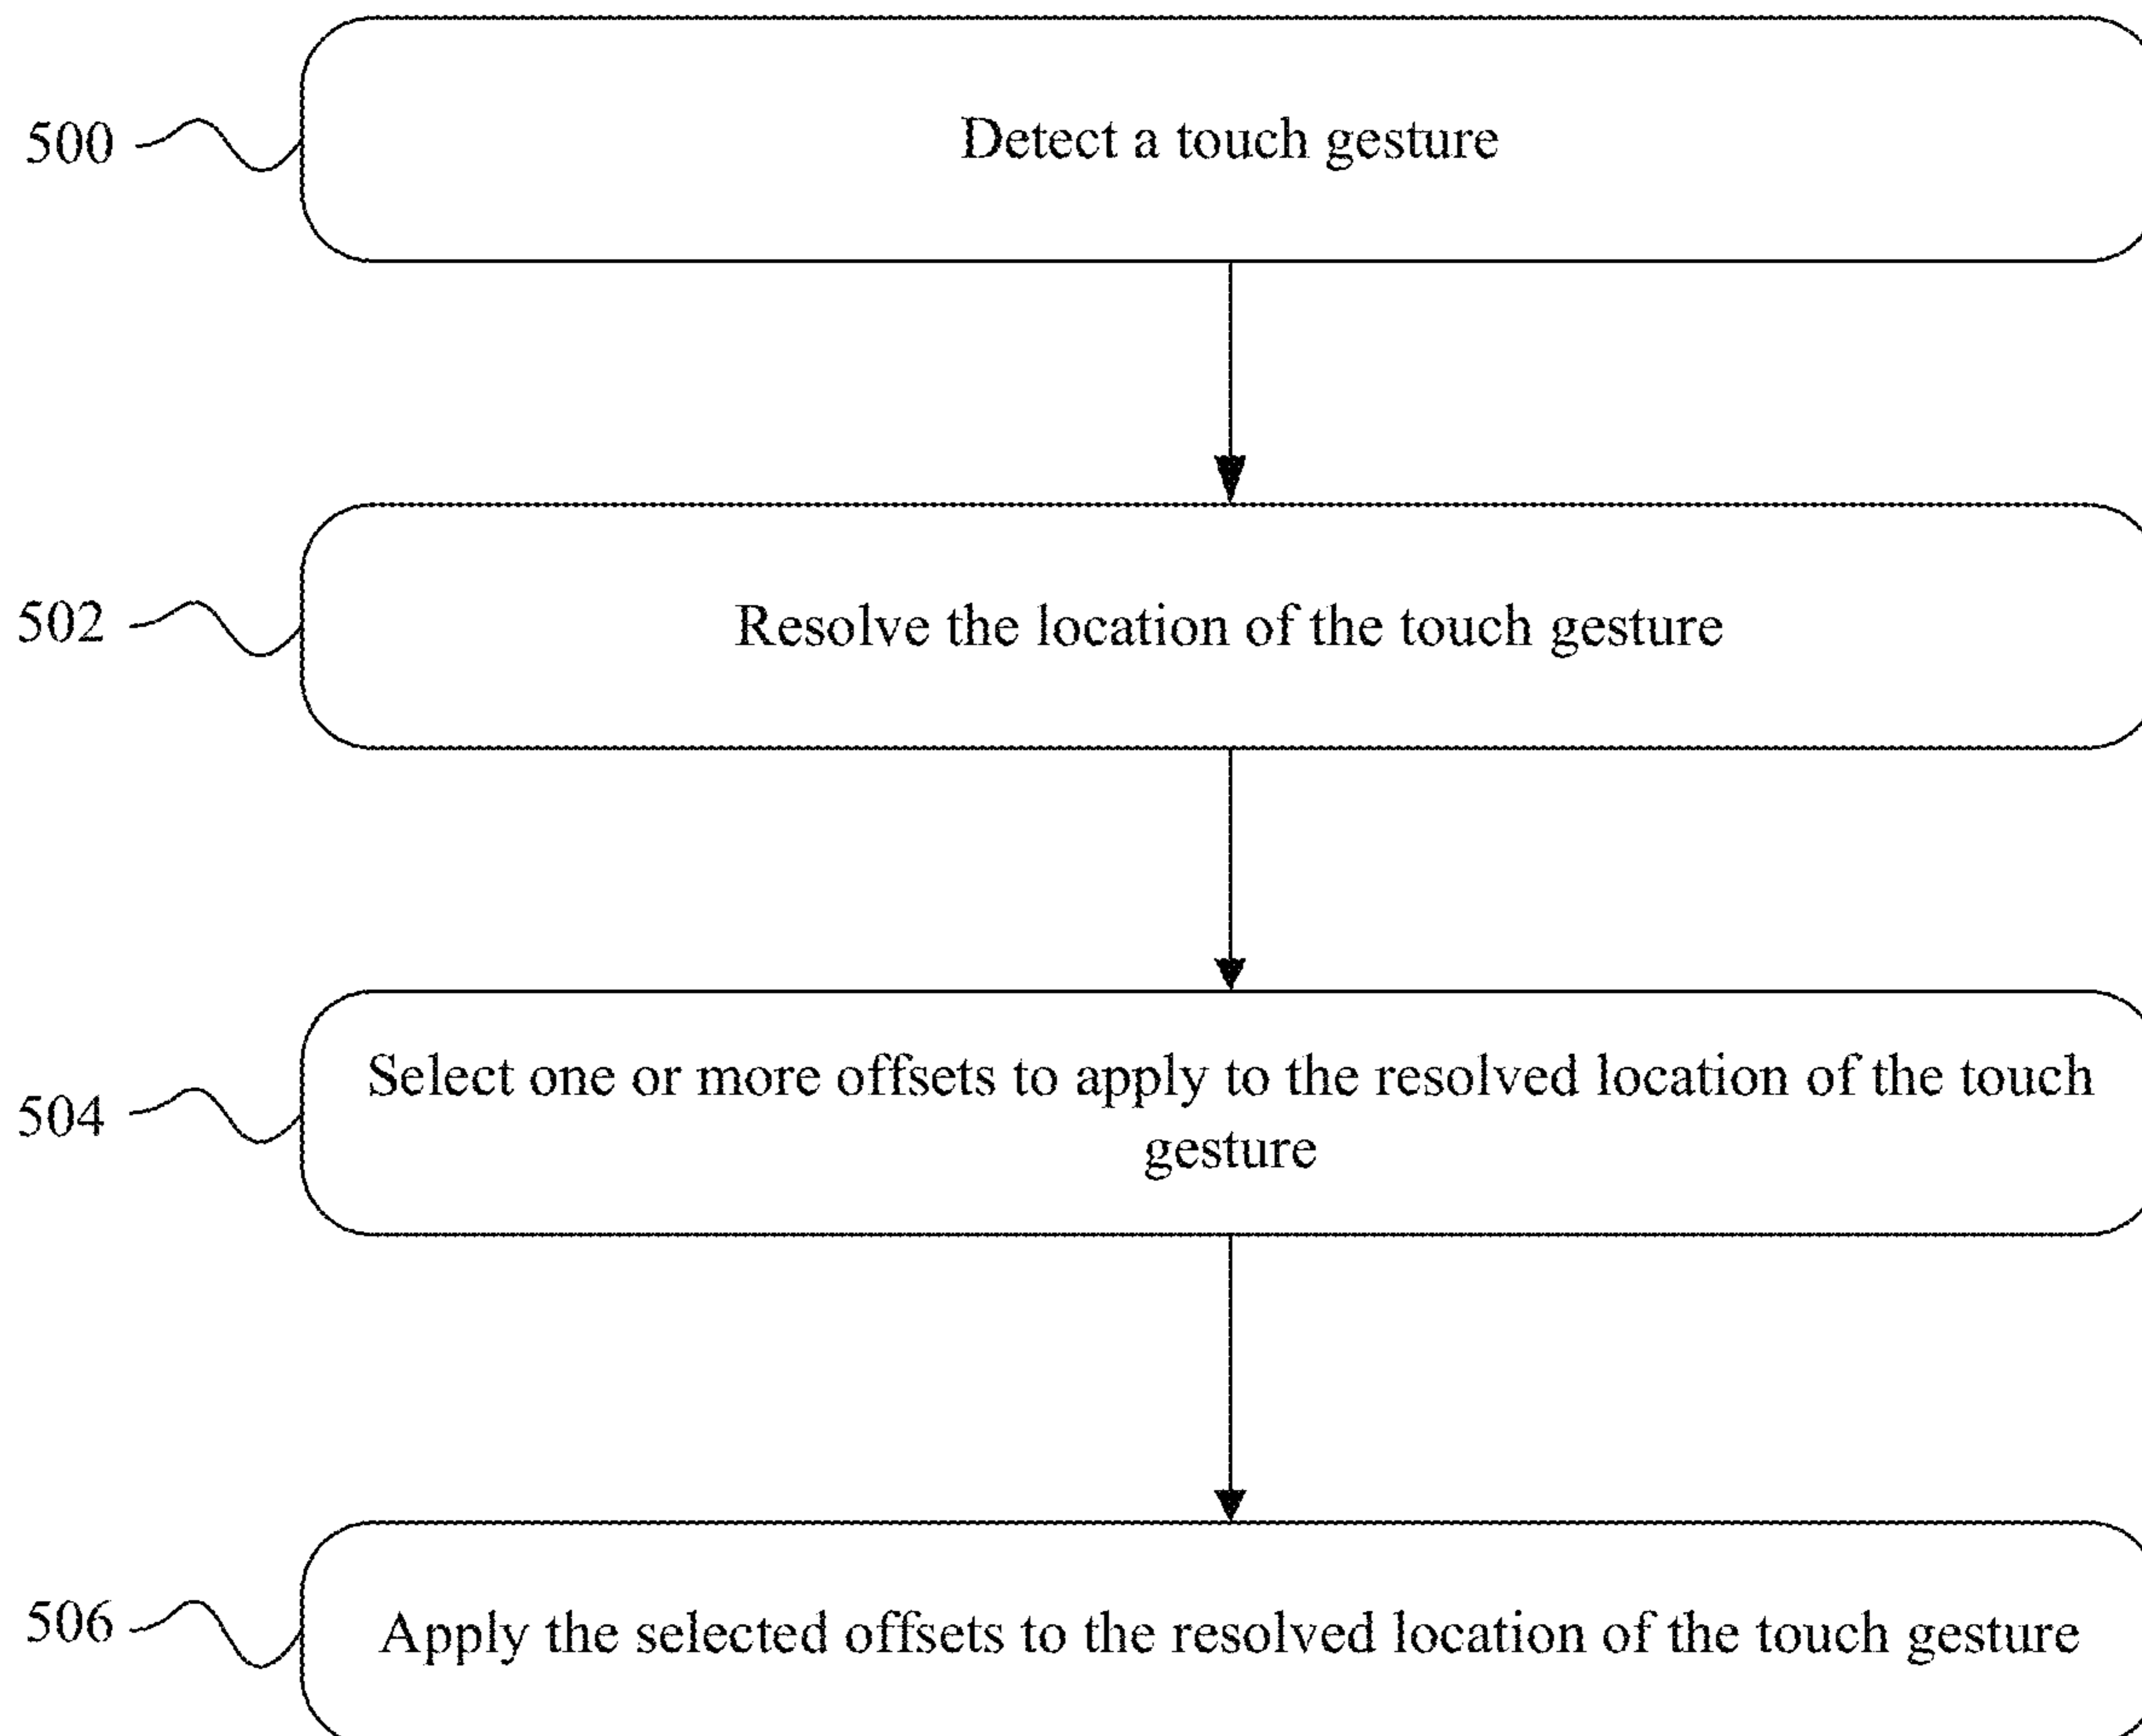 500
Detect a touch gesture
502
Resolve the location of the touch gesture
504
Select one or more offsets to apply to the resolved location of the touch
gesture
506
Apply the selected offsets to the resolved location of the touch gesture